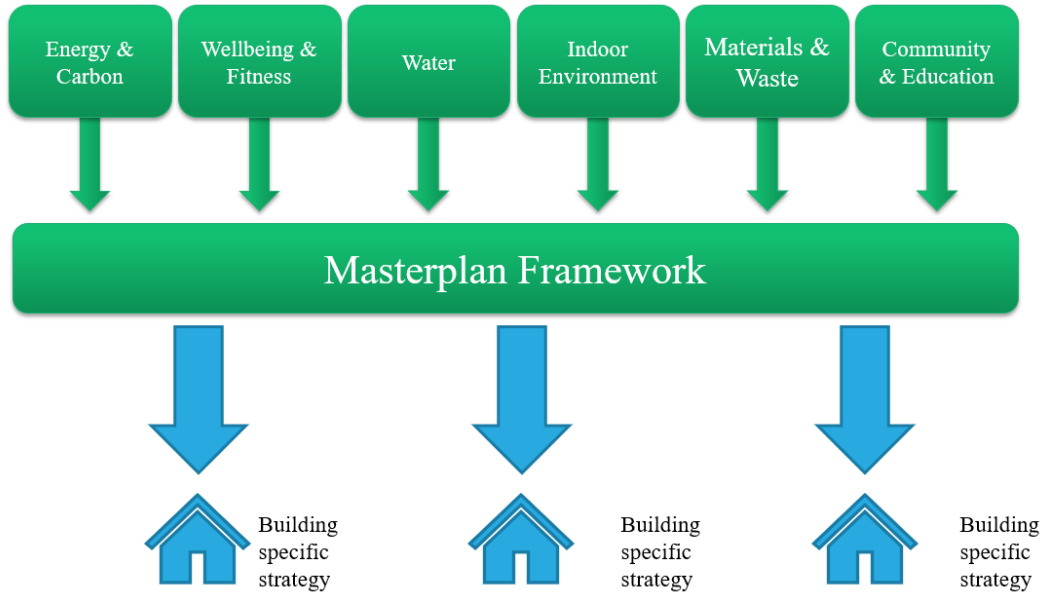 Energy &
Carbon
Wellbeing &
Fitness
Water
Indoor
Environment
Materials &
Waste
Community
& Education
Masterplan Framework
Building
specific
strategy
Building
specific
strategy
Building
specific
strategy